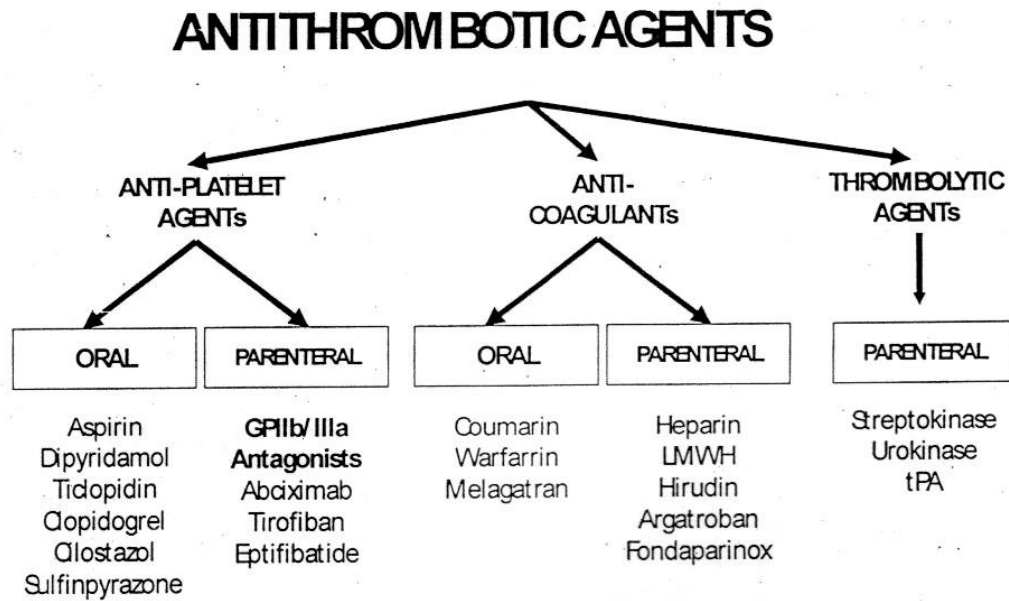 ANTITHROMBOTIC AGENTS
ANTI-PLATELET
AGENTs
ANTI-
COAGULANTs
THROMBOLYTIC
AGENTs
ORAL
PARENTERAL
ORAL
PARENTERAL
PARENTERAL
Aspirin
Dipyridamol
Ticlopidin
Clopidogrel
Cilostazol
Sulfinpyrazone
GPIIb/IIIa
Antagonists
Abciximab
Tirofiban
Eptifibatide
Coumarin
Warfarrin
Melagatran
Heparin
LMWH
Hirudin
Argatroban
Fondaparinox
Streptokinase
Urokinase
tPA